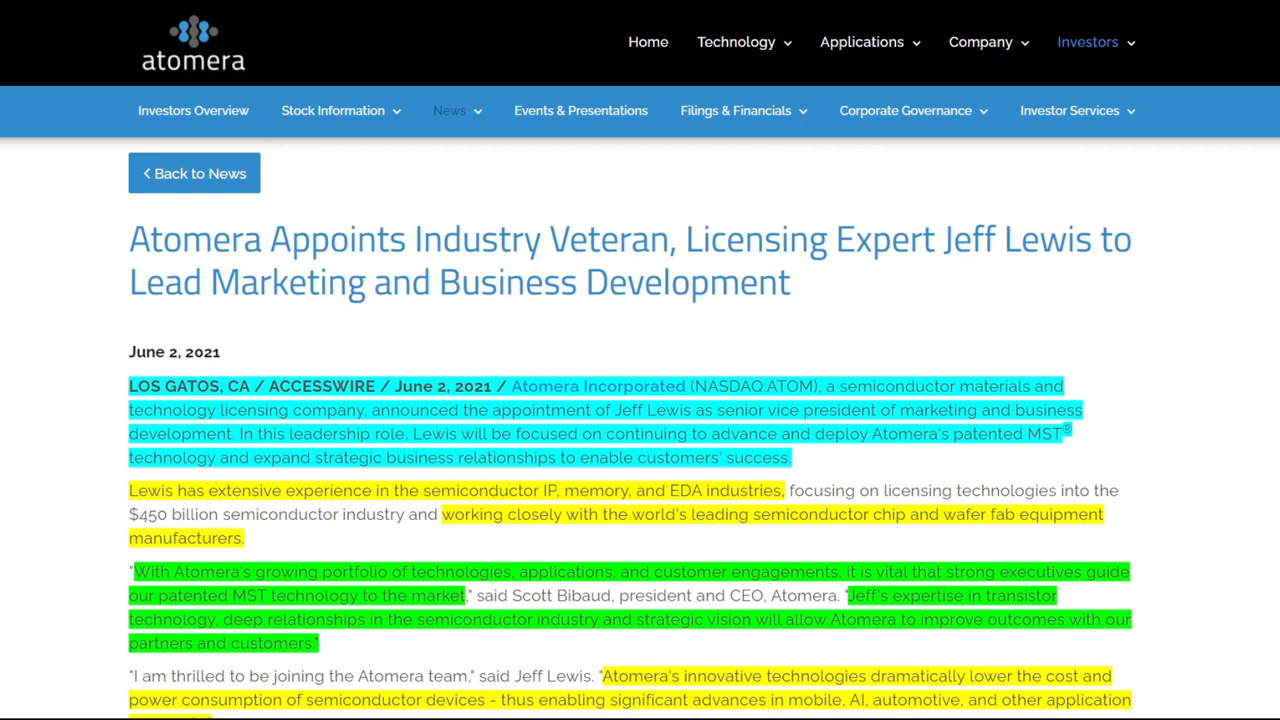 atomera
Home Technology Applications Company Investors
Investors Overview Stock Information News Events & Presentations Filings & Financials Corporate Governance Investor Services
Back to News
Atomera Appoints Industry Veteran, Licensing Expert Jeff Lewis to
Lead Marketing and Business Development
June 2, 2021
LOS GATOS, CA / ACCESSWIRE / June 2, 2021 / Atomera Incorporated (NASDAQ:ATOM), a semiconductor materials and
technology licensing company, announced the appointment of Jeff Lewis as senior vice president of marketing and business
development. In this leadership role, Lewis will be focused on continuing to advance and deploy Atomera's patented MST®
technology and expand strategic business relationships to enable customers' success.
Lewis has extensive experience in the semiconductor IP, memory, and EDA industries, focusing on licensing technologies into the
$450 billion semiconductor industry and working closely with the world's leading semiconductor chip and wafer fab equipment
manufacturers.
"With Atomera's growing portfolio of technologies, applications, and customer engagements, it is vital that strong executives guide
our patented MST technology to the market," said Scott Bibaud, president and CEO, Atomera. "Jeff's expertise in transistor
technology, deep relationships in the semiconductor industry and strategic vision will allow Atomera to improve outcomes with our
partners and customers."
"I am thrilled to be joining the Atomera team," said Jeff Lewis. "Atomera's innovative technologies dramatically lower the cost and
power consumption of semiconductor devices - thus enabling significant advances in mobile, AI, automotive, and other application